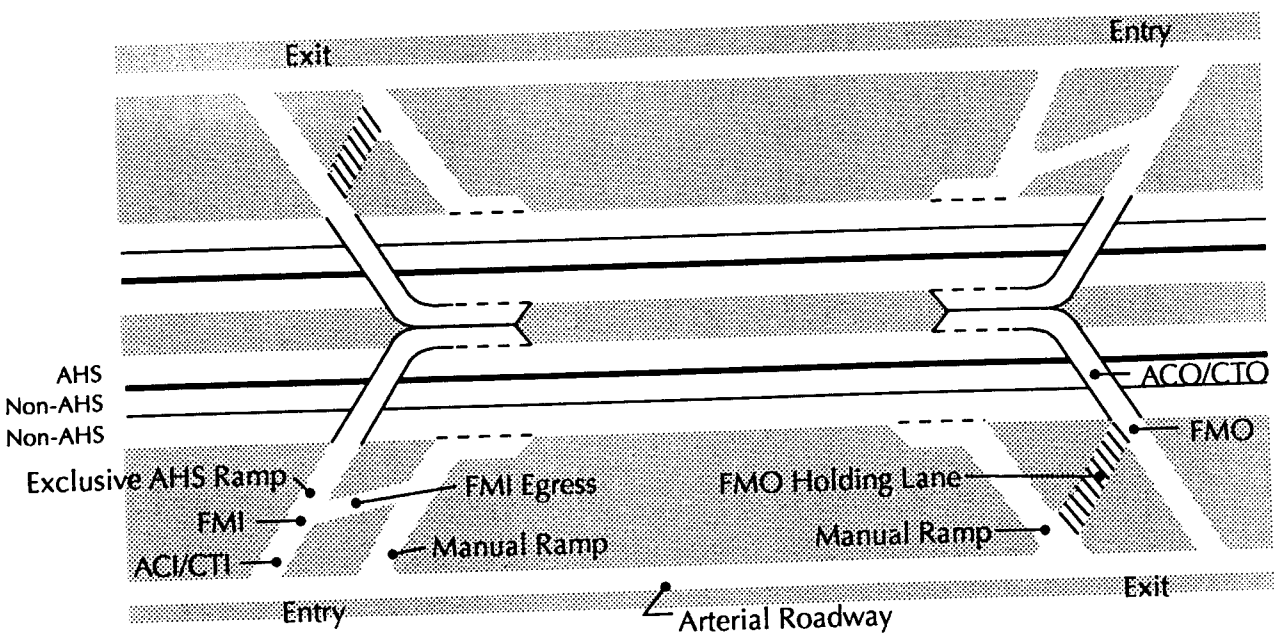 Exit
Entry
AHS
Non-AHS
Non-AHS
ACO/CTO
FMO
Exclusive AHS Ramp
FMI Egress
FMO Holding Lane
FMI
Manual Ramp
Manual Ramp
ACI/CTI
Entry
Exit
Arterial Roadway